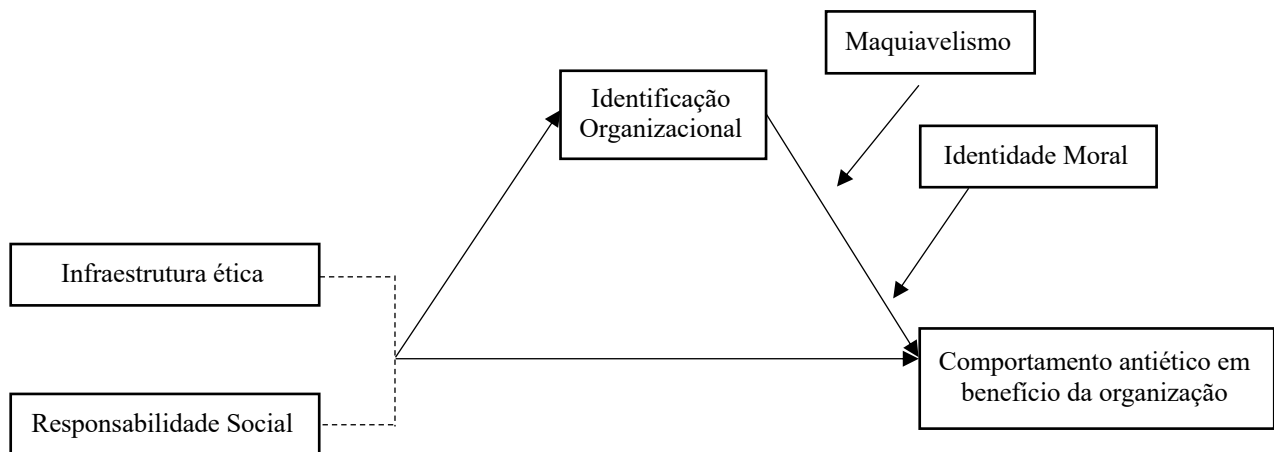 Maquiavelismo
Identificação
Organizacional
Identidade Moral
Infraestrutura ética
Comportamento antiético em
benefício da organização
Responsabilidade Social